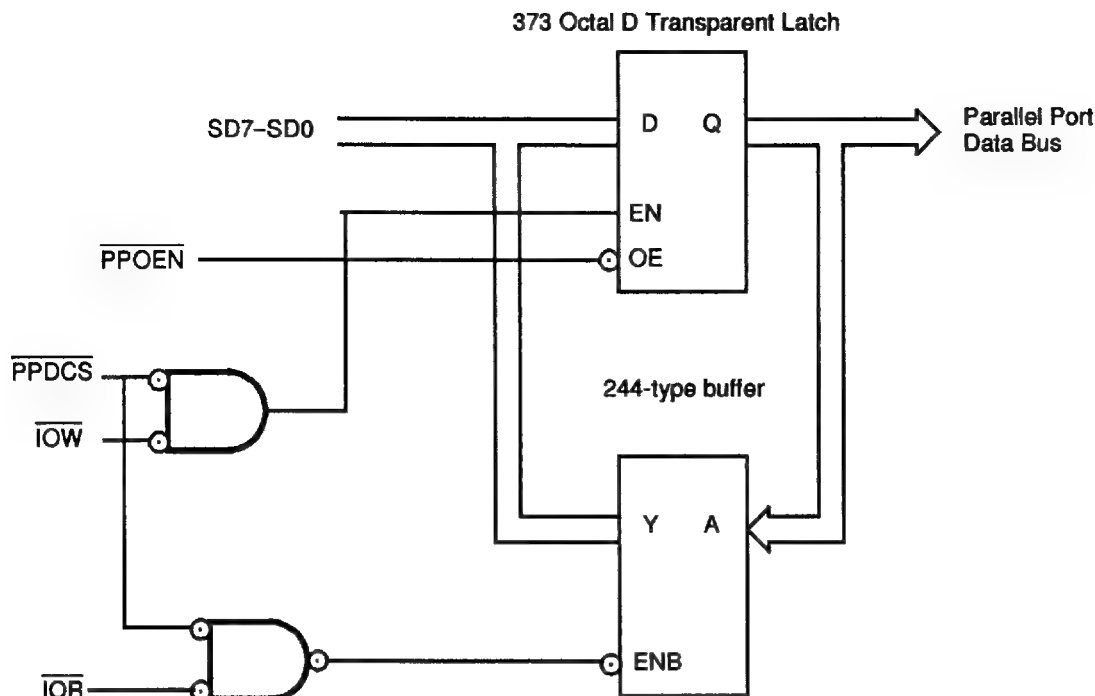 373 Octal D Transparent Latch
SD7–SD0
D Q
Parallel Port
Data Bus
EN
PPOEN
OE
PPDCS
IOW
244-type buffer
Y A
ENB
IOR